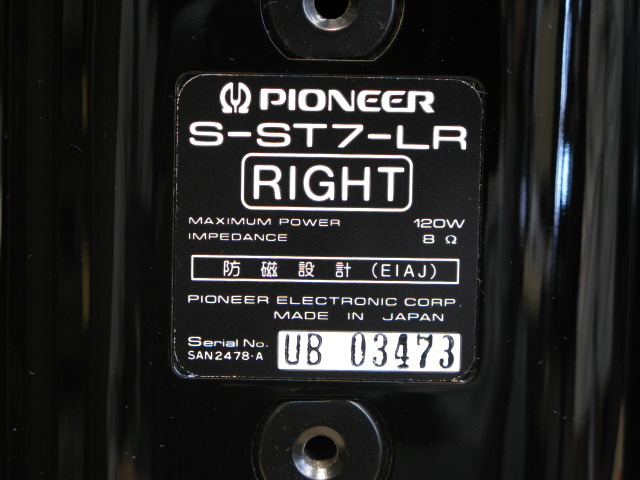 PIONEER
S-ST7-LR
RIGHT
MAXIMUM POWER 120W
IMPEDANCE 8 Ω
防磁設計 (EIAJ)
PIONEER ELECTRONIC CORP.
MADE IN JAPAN
Serial No. UB 03473
SAN2478-A